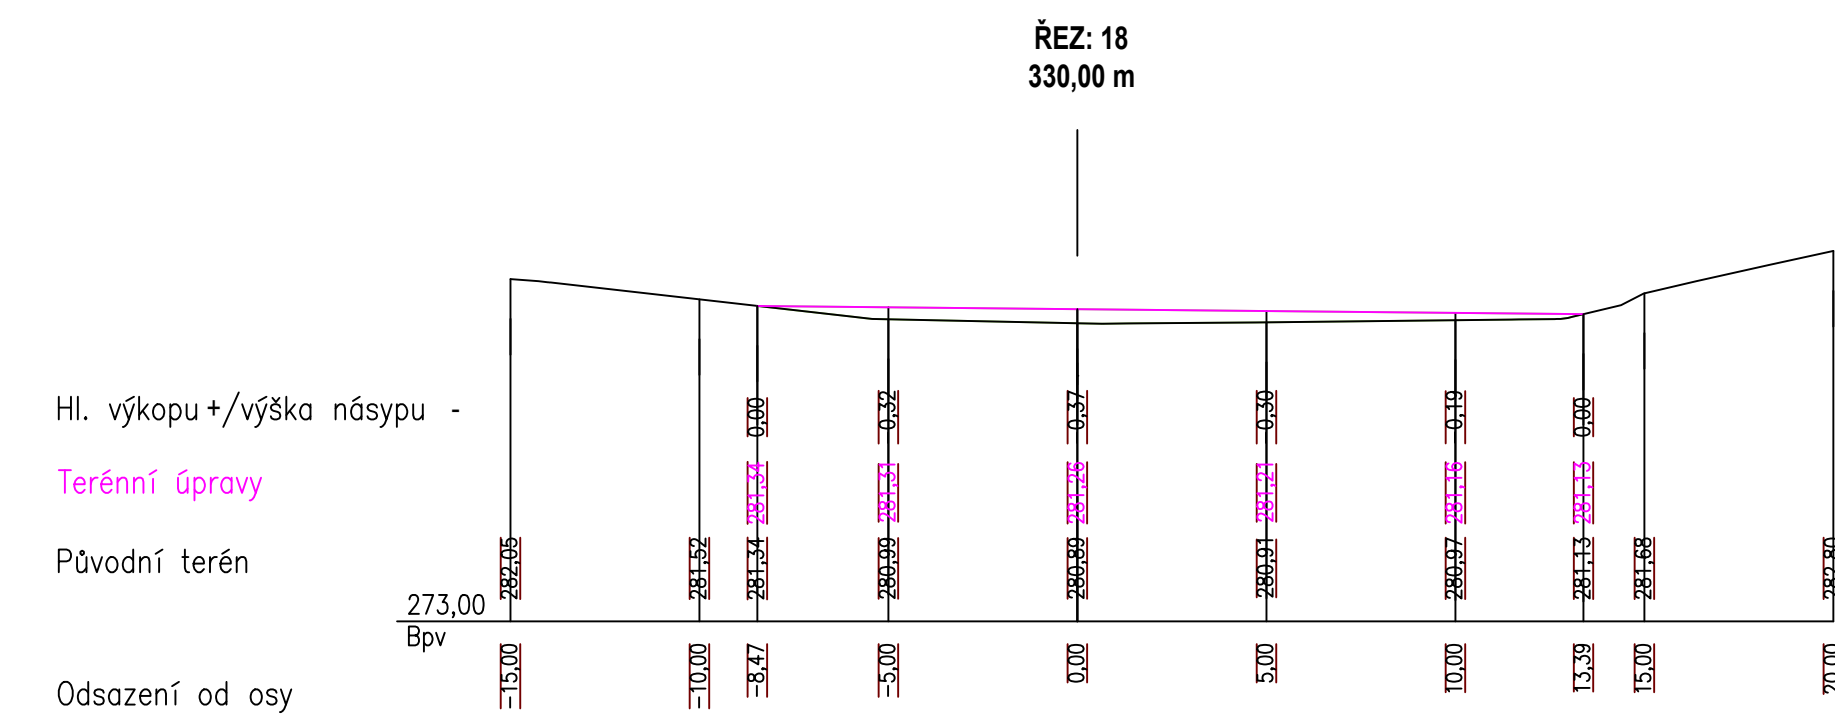 ŘEZ: 18
330,00 m
Hl. výkopu +/výška násypu -
0,00 0,32 0,37 0,30 0,19 0,00
Terénní úpravy
281,34 281,31 281,26 281,21 281,16 281,13
Původní terén
282,05 281,52 281,34 280,99 280,89 280,91 280,97 281,13 281,68 282,80
273,00
Bpv
Odsazení od osy
-15,00 -10,00 -8,47 -5,00 0,00 5,00 10,00 13,39 15,00 20,00